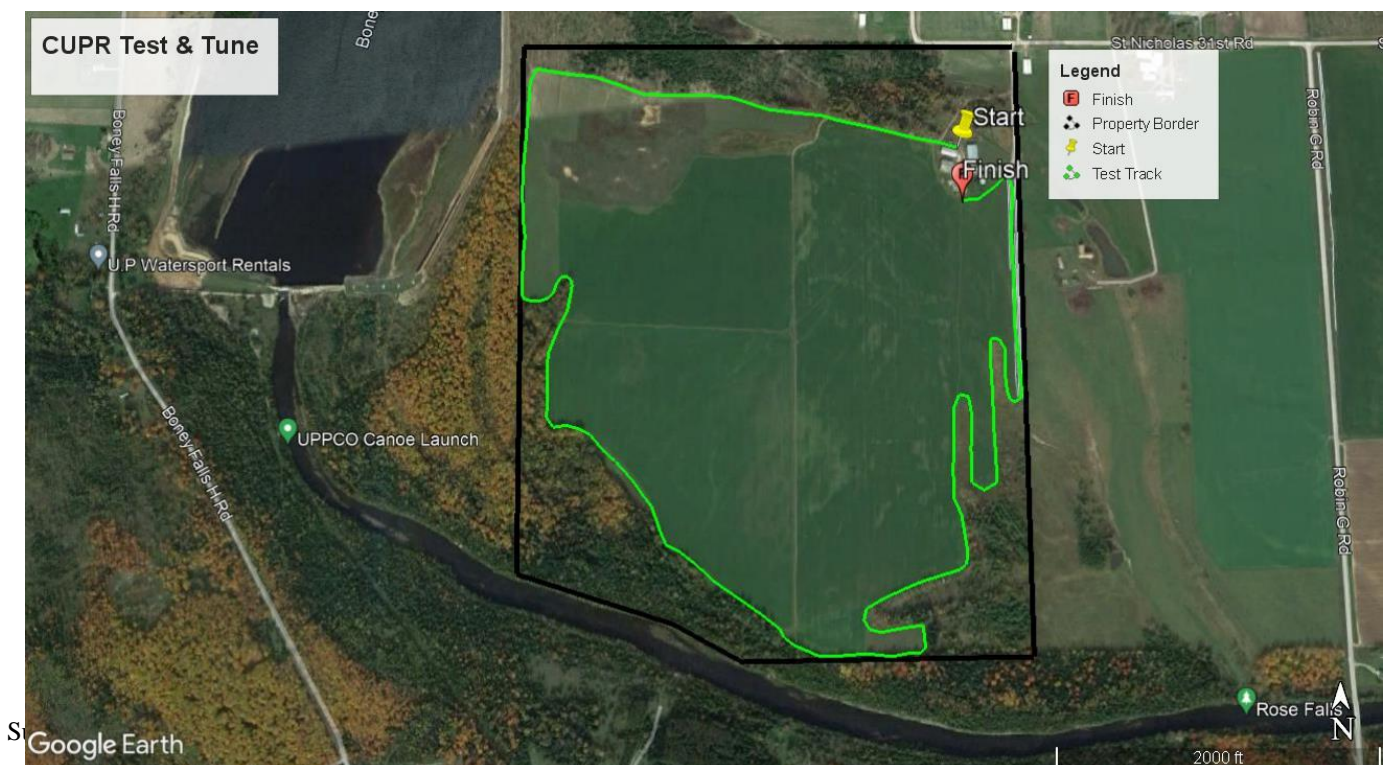 CUPR Test & Tune
Boney
St Nicholas 31st Rd
S
Legend
Finish
Property Border
Start
Test Track
Start
Finish
Boney Falls H Rd
Robin G Rd
U.P Watersport Rentals
UPPCO Canoe Launch
Boney Falls H Rd
Robin G Rd
Rose Falls
N
Google Earth
2000 ft